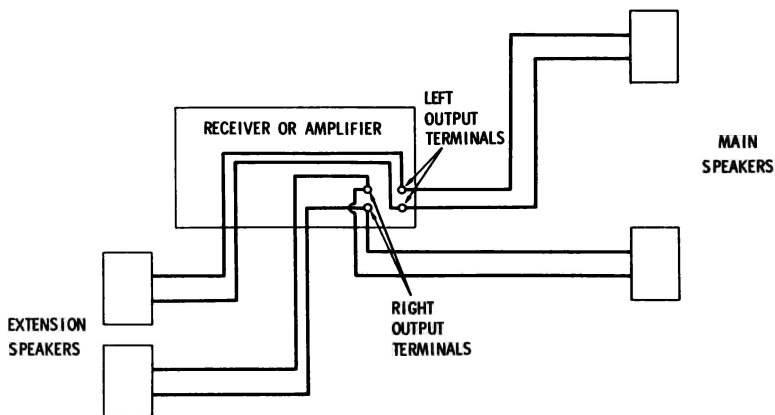 LEFT
OUTPUT
TERMINALS
RECEIVER OR AMPLIFIER
MAIN
SPEAKERS
EXTENSION
SPEAKERS
RIGHT
OUTPUT
TERMINALS